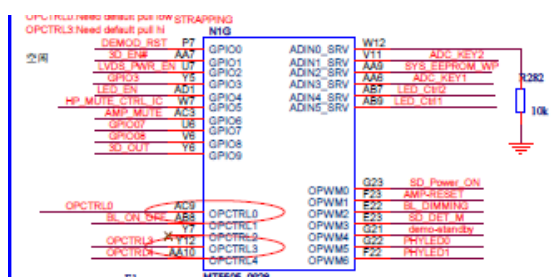 OPCTRL0:Need default pull low STRAPPING
OPCTRL3:Need default pull hi
N1G
空闲
DEMOD_RST P7 GPIO0
3D_EN# AA7 GPIO1
LVDS_PWR_EN U7 GPIO2
GPIO3 Y5 GPIO3
LED_EN AD1 GPIO4
HP_MUTE_CTRL_IC W7 GPIO5
AMP_MUTE AC3 GPIO6
GPIO07 U6 GPIO7
GPIO08 V6 GPIO8
3D_OUT Y6 GPIO9
ADIN0_SRV W12
ADIN1_SRV V11 ADC_KEY2
ADIN2_SRV AA9 SYS_EEPROM_WP
ADIN3_SRV AA6 ADC_KEY1
ADIN4_SRV AB7 LED_Ctrl2
ADIN5_SRV AB9 LED_Ctrl1
R282
10k
OPCTRL0 AC9 OPCTRL0
BL_ON_OFF AB8 OPCTRL1
Y7 OPCTRL2
OPCTRL3 Y12 OPCTRL3
OPCTRL4 AA10 OPCTRL4
OPWM0 G23 SD_Power_ON
OPWM1 F23 AMP-RESET
OPWM2 E22 BL_DIMMING
OPWM3 E23 SD_DET_M
OPWM4 G21 demo-standby
OPWM5 G22 PHYLED0
OPWM6 F22 PHYLED1